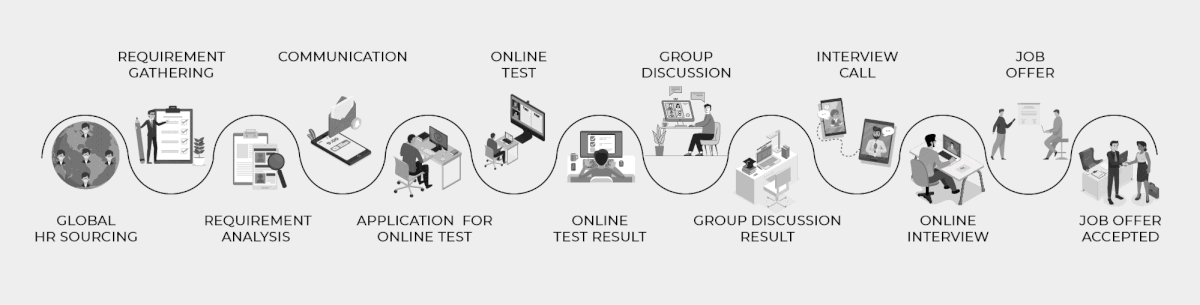 REQUIREMENT
GATHERING
COMMUNICATION
ONLINE
TEST
GROUP
DISCUSSION
INTERVIEW
CALL
JOB
OFFER
GLOBAL
HR SOURCING
REQUIREMENT
ANALYSIS
APPLICATION FOR
ONLINE TEST
ONLINE
TEST RESULT
GROUP DISCUSSION
RESULT
ONLINE
INTERVIEW
JOB OFFER
ACCEPTED